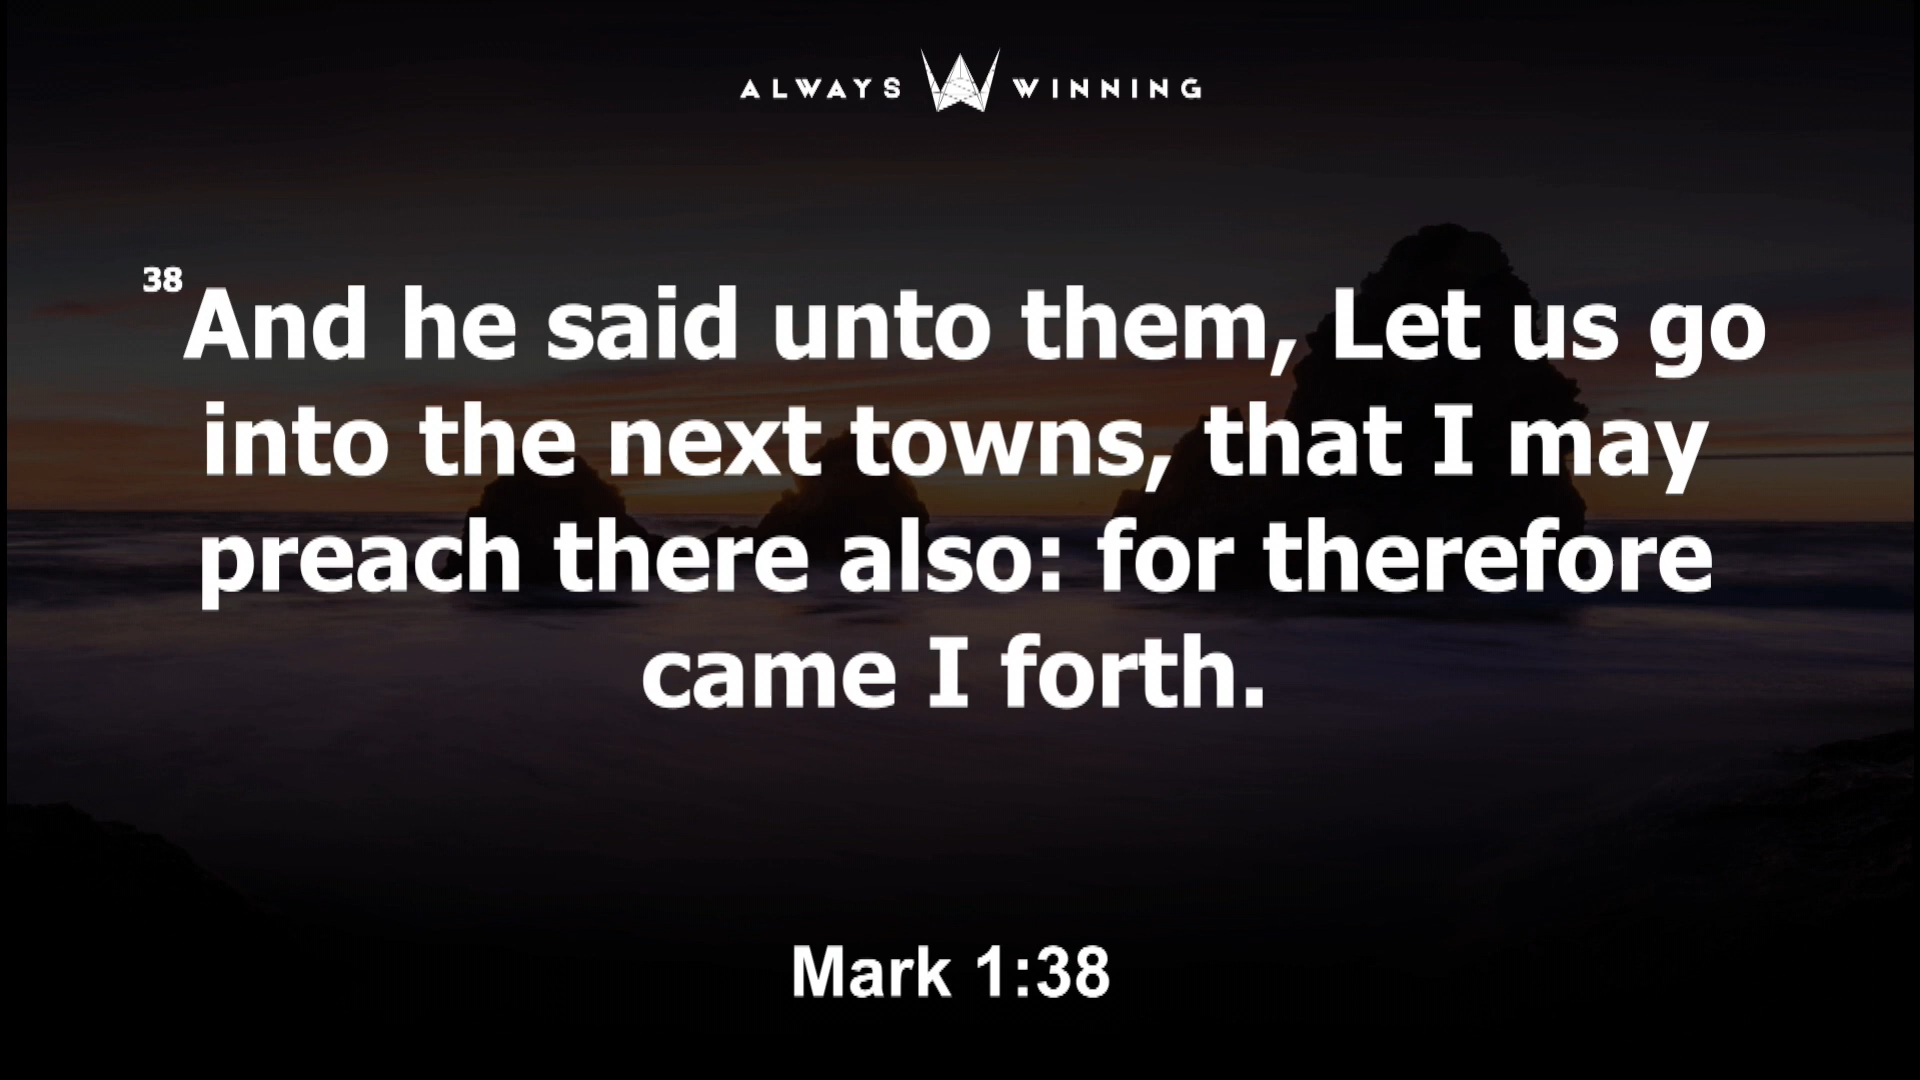 ALWAYS WINNING
38 And he said unto them, Let us go
into the next towns, that I may
preach there also: for therefore
came I forth.
Mark 1:38